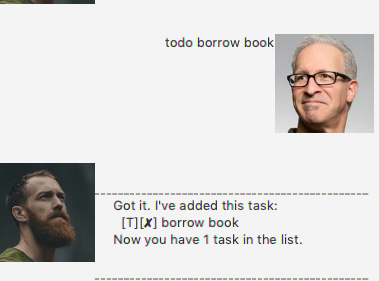 todo borrow book
Got it. I've added this task:
[T][✘] borrow book
Now you have 1 task in the list.